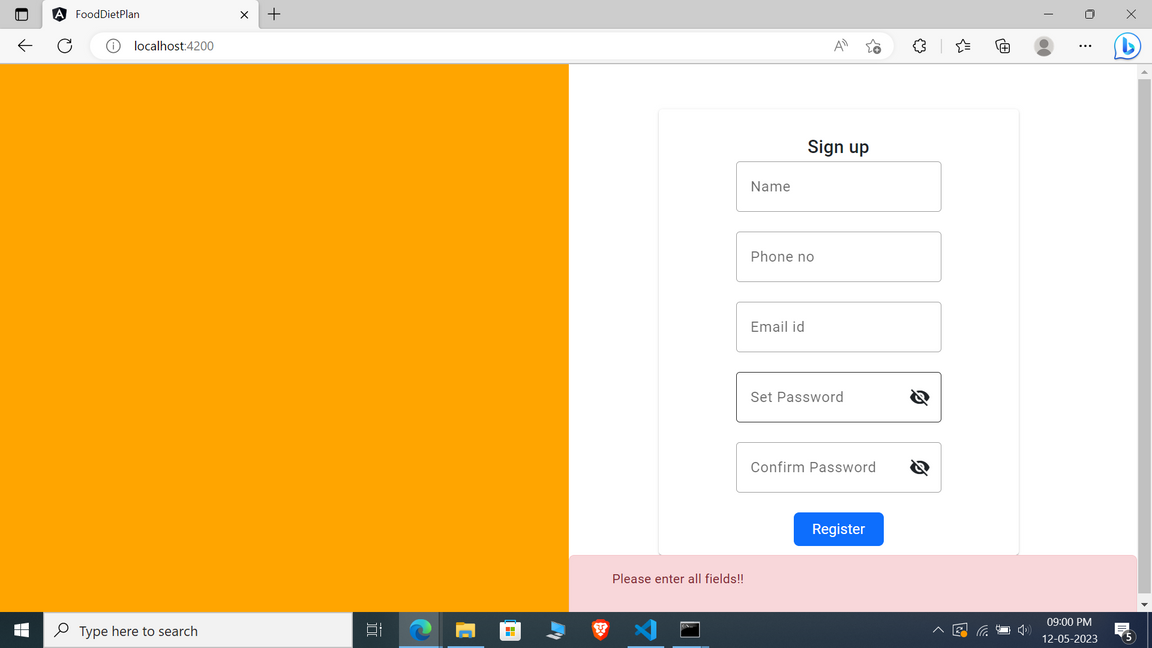 FoodDietPlan
localhost:4200
Sign up
Name
Phone no
Email id
Set Password
Confirm Password
Register
Please enter all fields!!
Type here to search
09:00 PM
12-05-2023
5